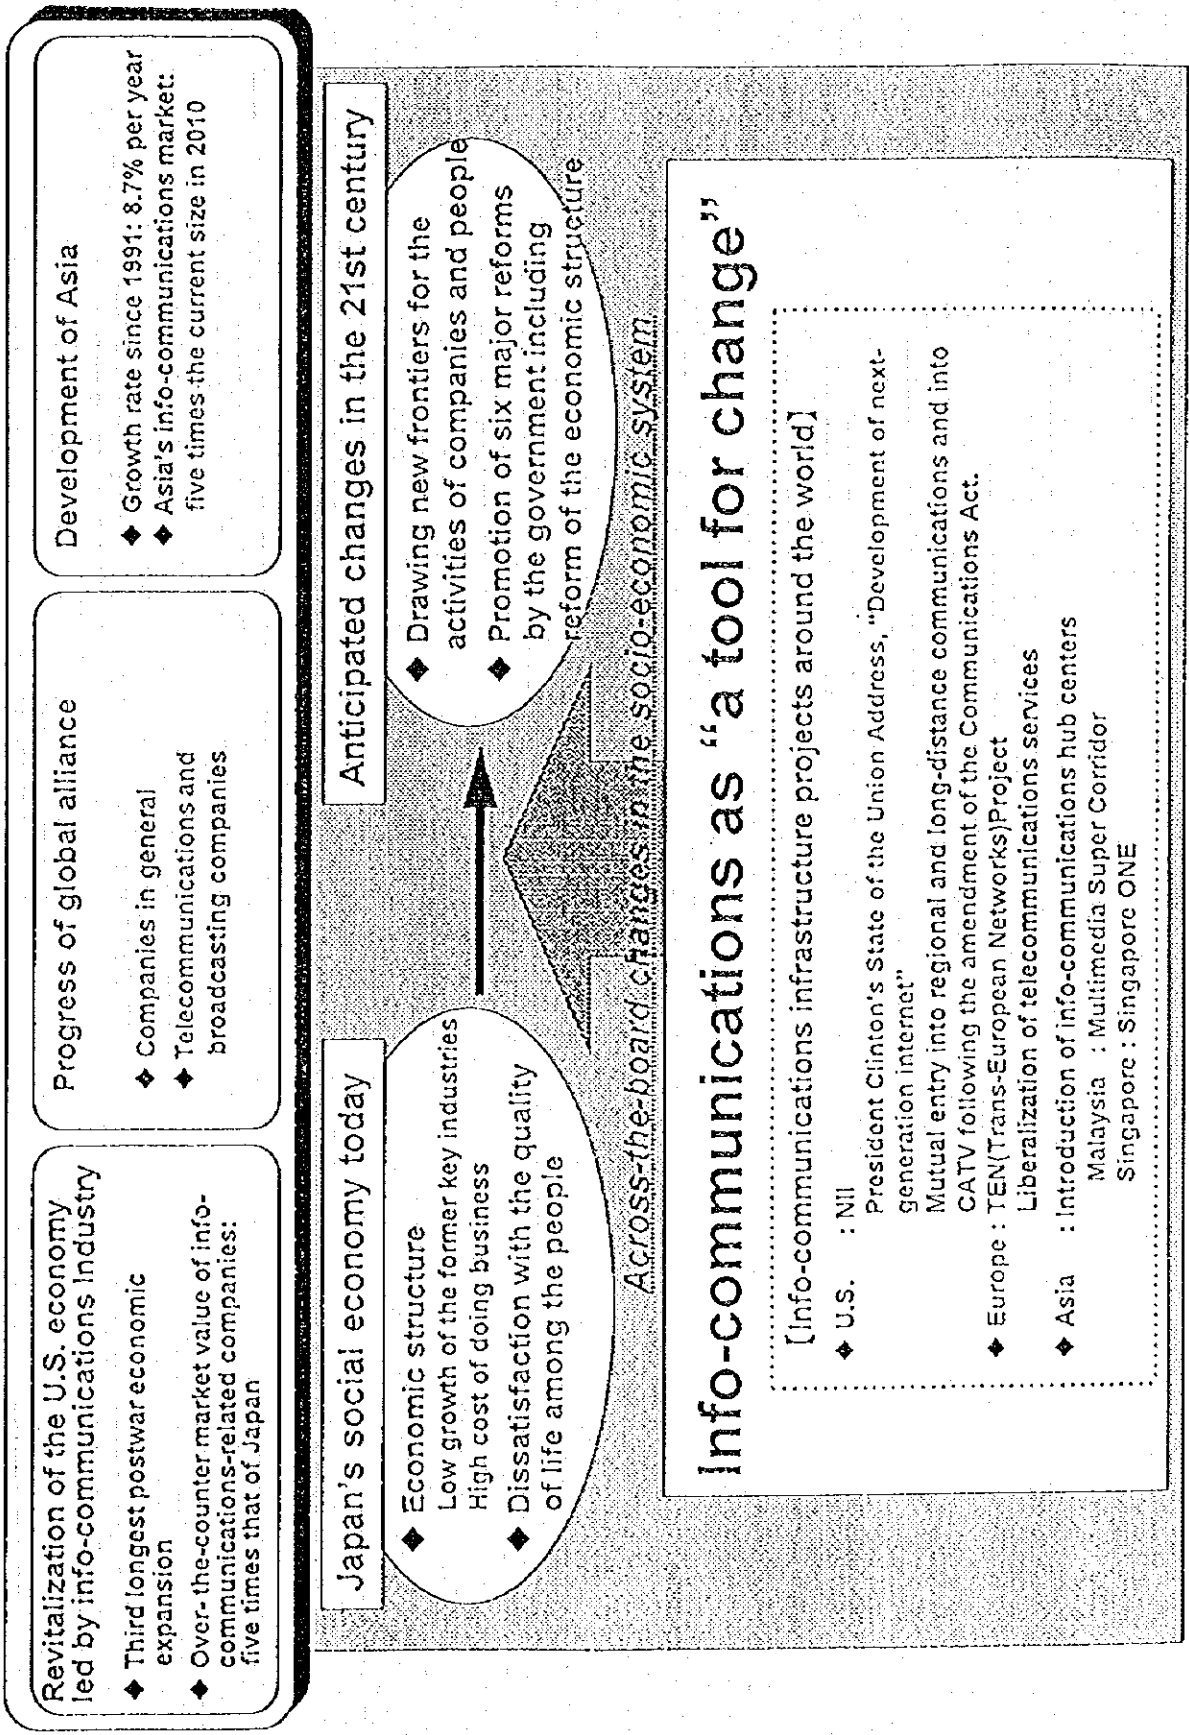 Revitalization of the U.S. economy
led by info-communications Industry
◆ Third longest postwar economic
expansion
◆ Over-the-counter market value of info-
communications-related companies:
five times that of Japan
Progress of global alliance
◆ Companies in general
◆ Telecommunications and
broadcasting companies
Development of Asia
◆ Growth rate since 1991: 8.7% per year
◆ Asia's info-communications market:
five times the current size in 2010
Japan's social economy today
◆ Economic structure
Low growth of the former key industries
High cost of doing business
◆ Dissatisfaction with the quality
of life among the people
Anticipated changes in the 21st century
◆ Drawing new frontiers for the
activities of companies and people
◆ Promotion of six major reforms
by the government including
reform of the economic structure
Across-the-board changes in the socio-economic system
Info-communications as "a tool for change"
[Info-communications infrastructure projects around the world]
◆ U.S. : NII
President Clinton's State of the Union Address, "Development of next-
generation internet"
Mutual entry into regional and long-distance communications and into
CATV following the amendment of the Communications Act.
◆ Europe : TEN(Trans-European Networks)Project
Liberalization of telecommunications services
◆ Asia : Introduction of info-communications hub centers
Malaysia : Multimedia Super Corridor
Singapore : Singapore ONE